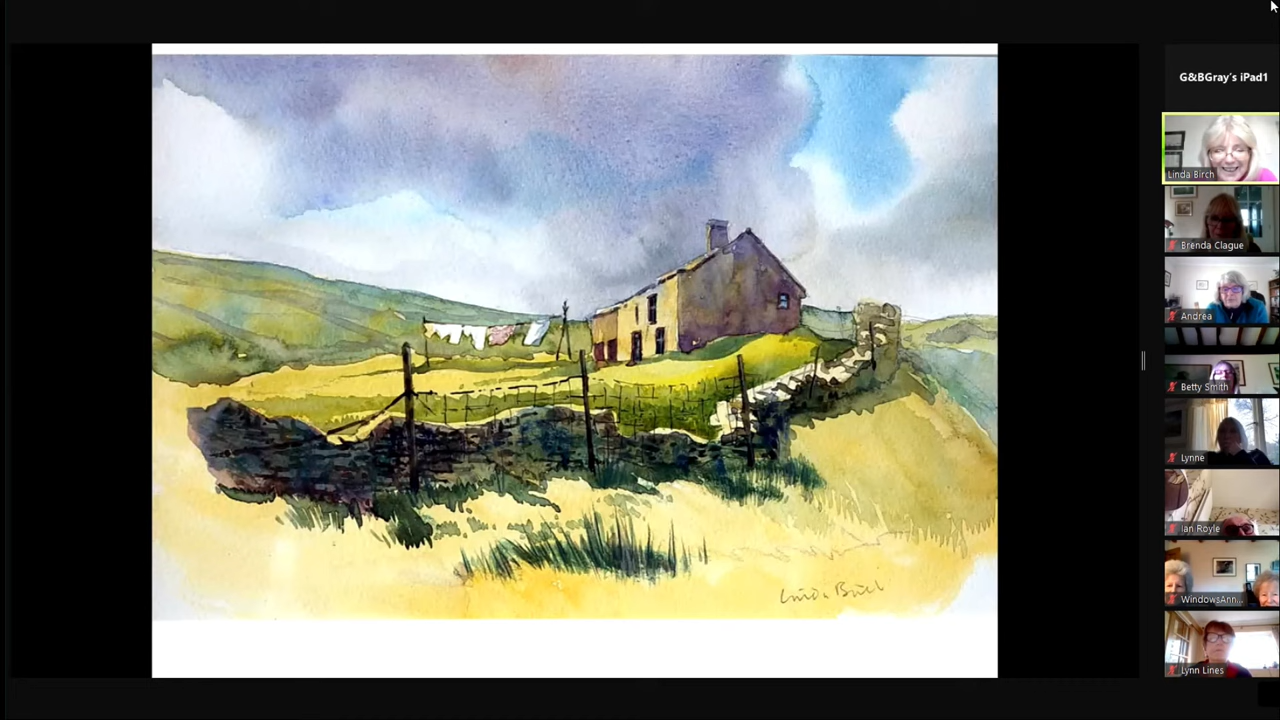 G&BGray's iPad1
Linda Birch
Brenda Clague
Andrea
Betty Smith
Lynne
ian Royle
WindowsAnn...
Lynn Lines
Linda Birch